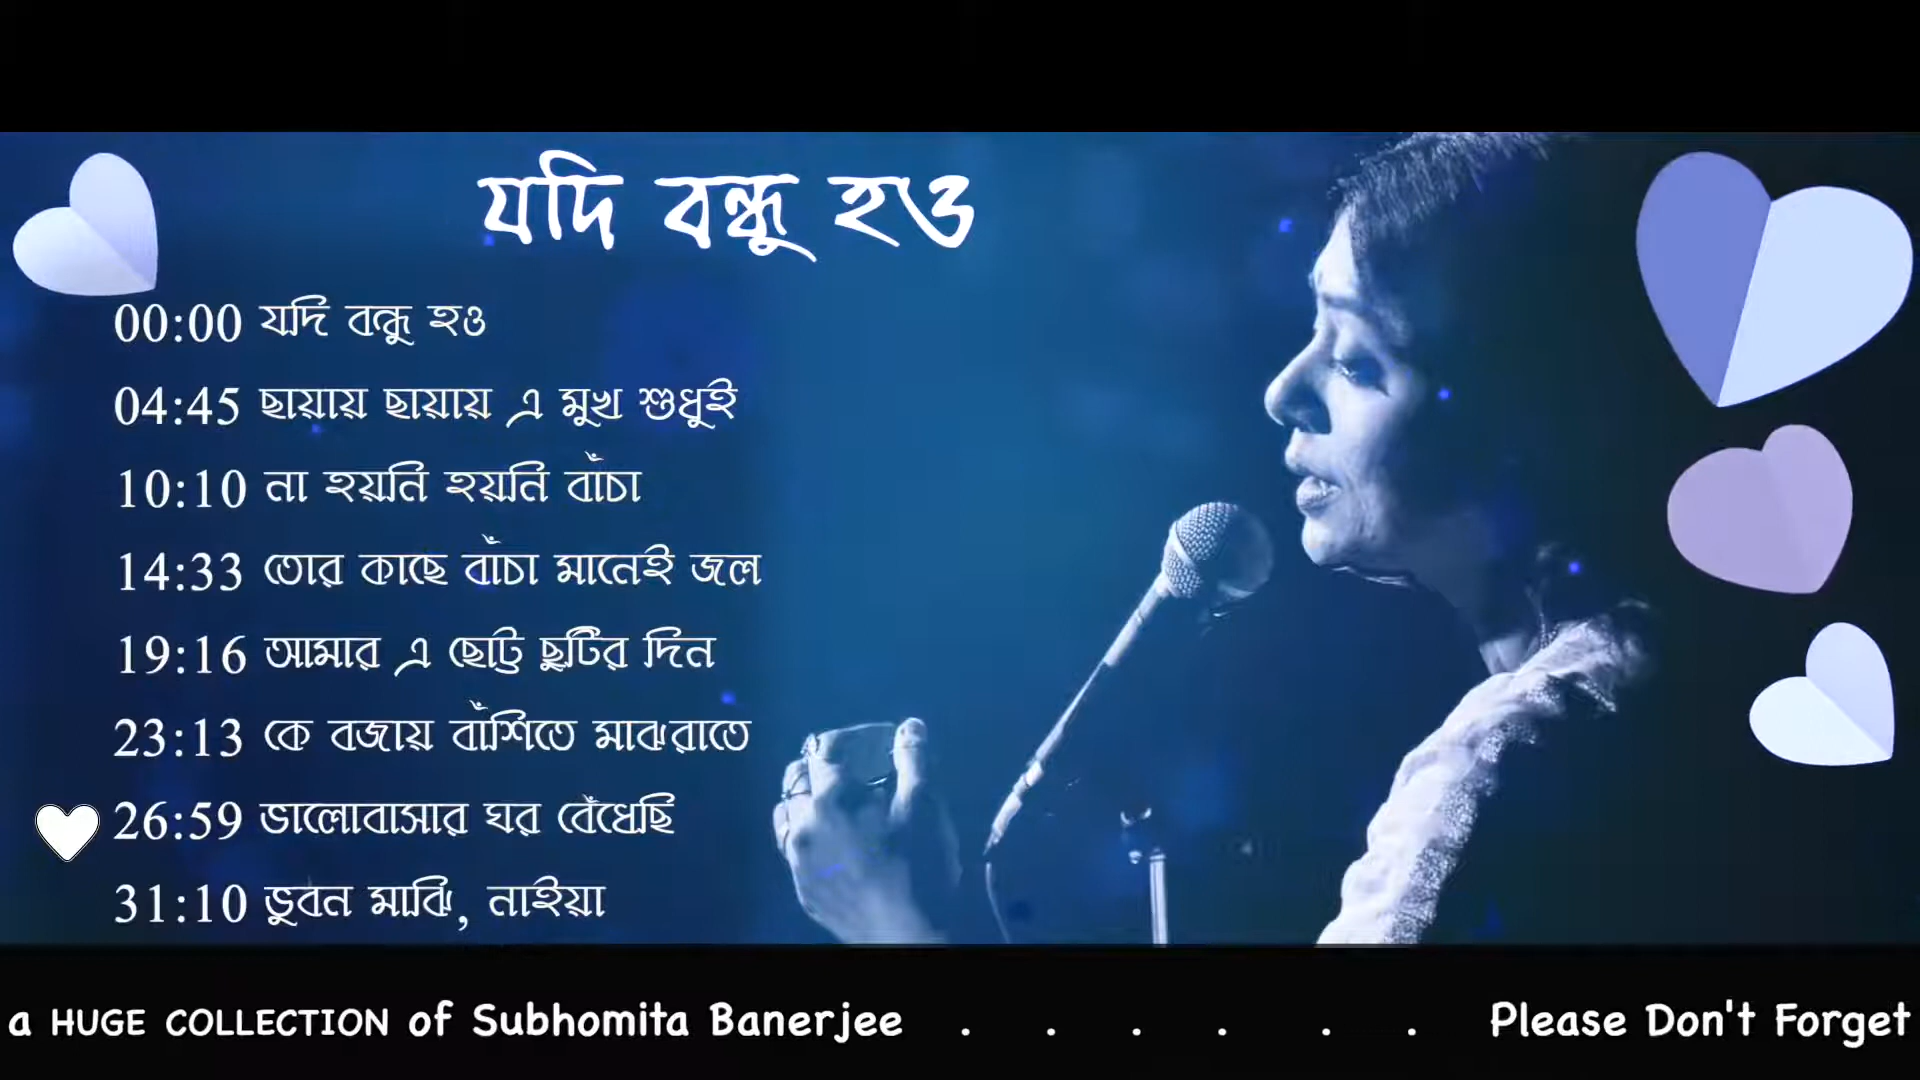 যদি বন্ধু হও
00:00 যদি বন্ধু হও
04:45 ছায়ায় ছায়ায় এ মুখ শুধুই
10:10 না হয়নি হয়নি বাঁচা
14:33 তোর কাছে বাঁচা মানেই জল
19:16 আমার এ ছোট্ট ছুটির দিন
23:13 কে বজায় বাঁশিতে মাঝরাতে
26:59 ভালোবাসার ঘর বেঁধেছি
31:10 ভুবন মাঝি, নাইয়া
a HUGE COLLECTION of Subhomita Banerjee . . . . . . Please Don't Forget